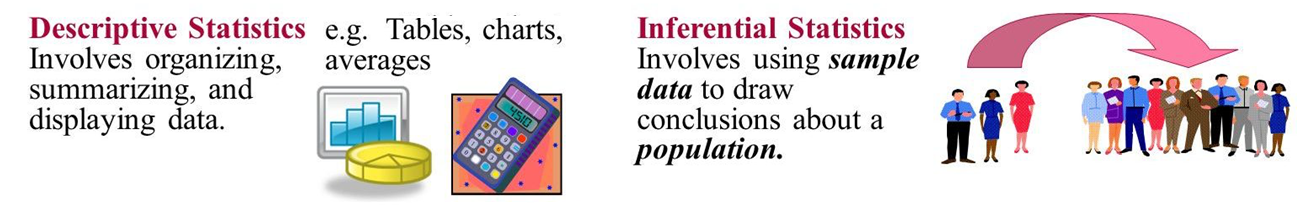 Descriptive Statistics
Involves organizing,
summarizing, and
displaying data.
e.g. Tables, charts,
averages
4510
Inferential Statistics
Involves using sample
data to draw
conclusions about a
population.